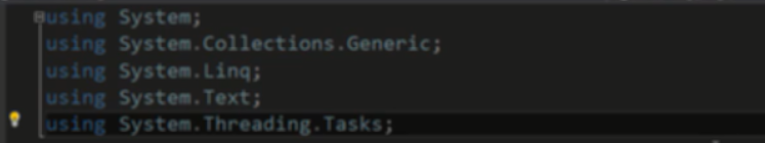 using System;
using System.Collections.Generic;
using System.Linq;
using System.Text;
using System.Threading.Tasks;